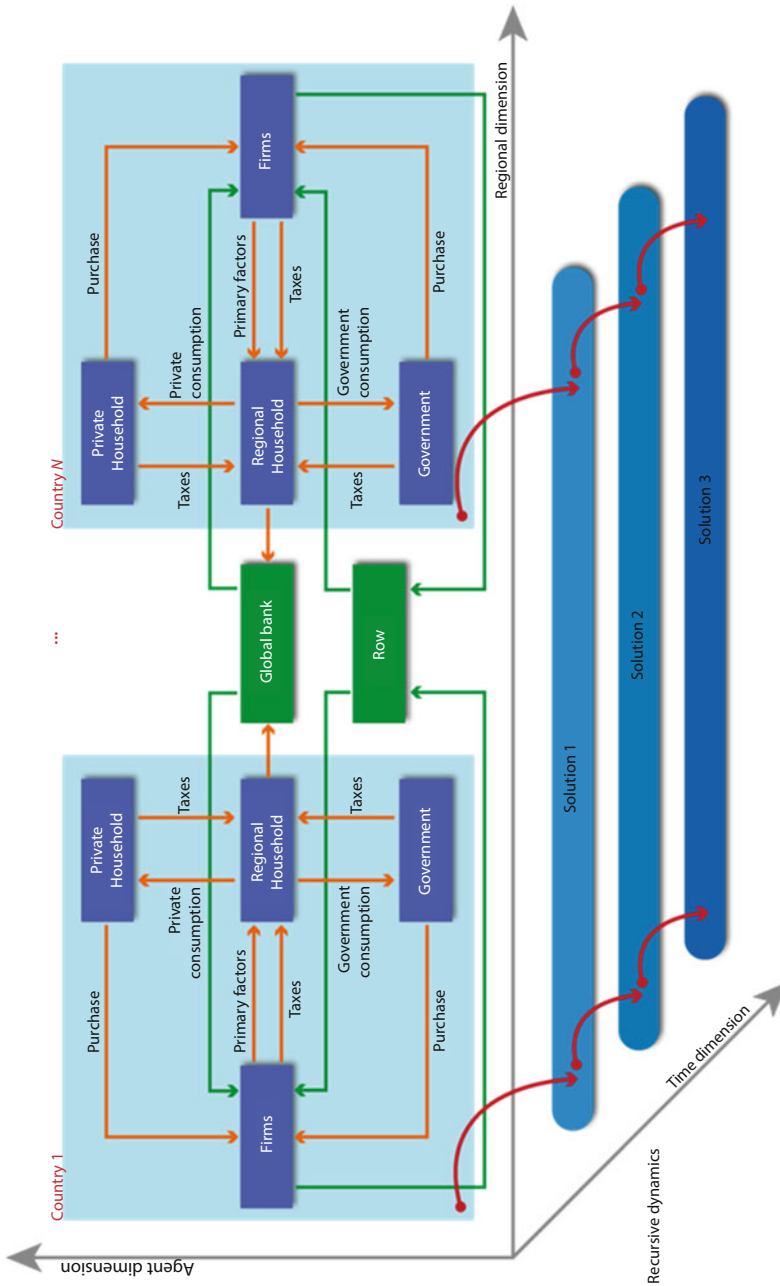 Country 1
...
Country N
Private
Household
Private
Household
Purchase
Private
consumption
Taxes
Taxes
Private
consumption
Purchase
Firms
Primary factors
Taxes
Regional
Household
Global bank
Regional
Household
Primary factors
Taxes
Firms
Government
consumption
Taxes
Row
Taxes
Government
consumption
Purchase
Government
Government
Purchase
Agent dimension
Regional dimension
Time dimension
Recursive dynamics
Solution 1
Solution 2
Solution 3